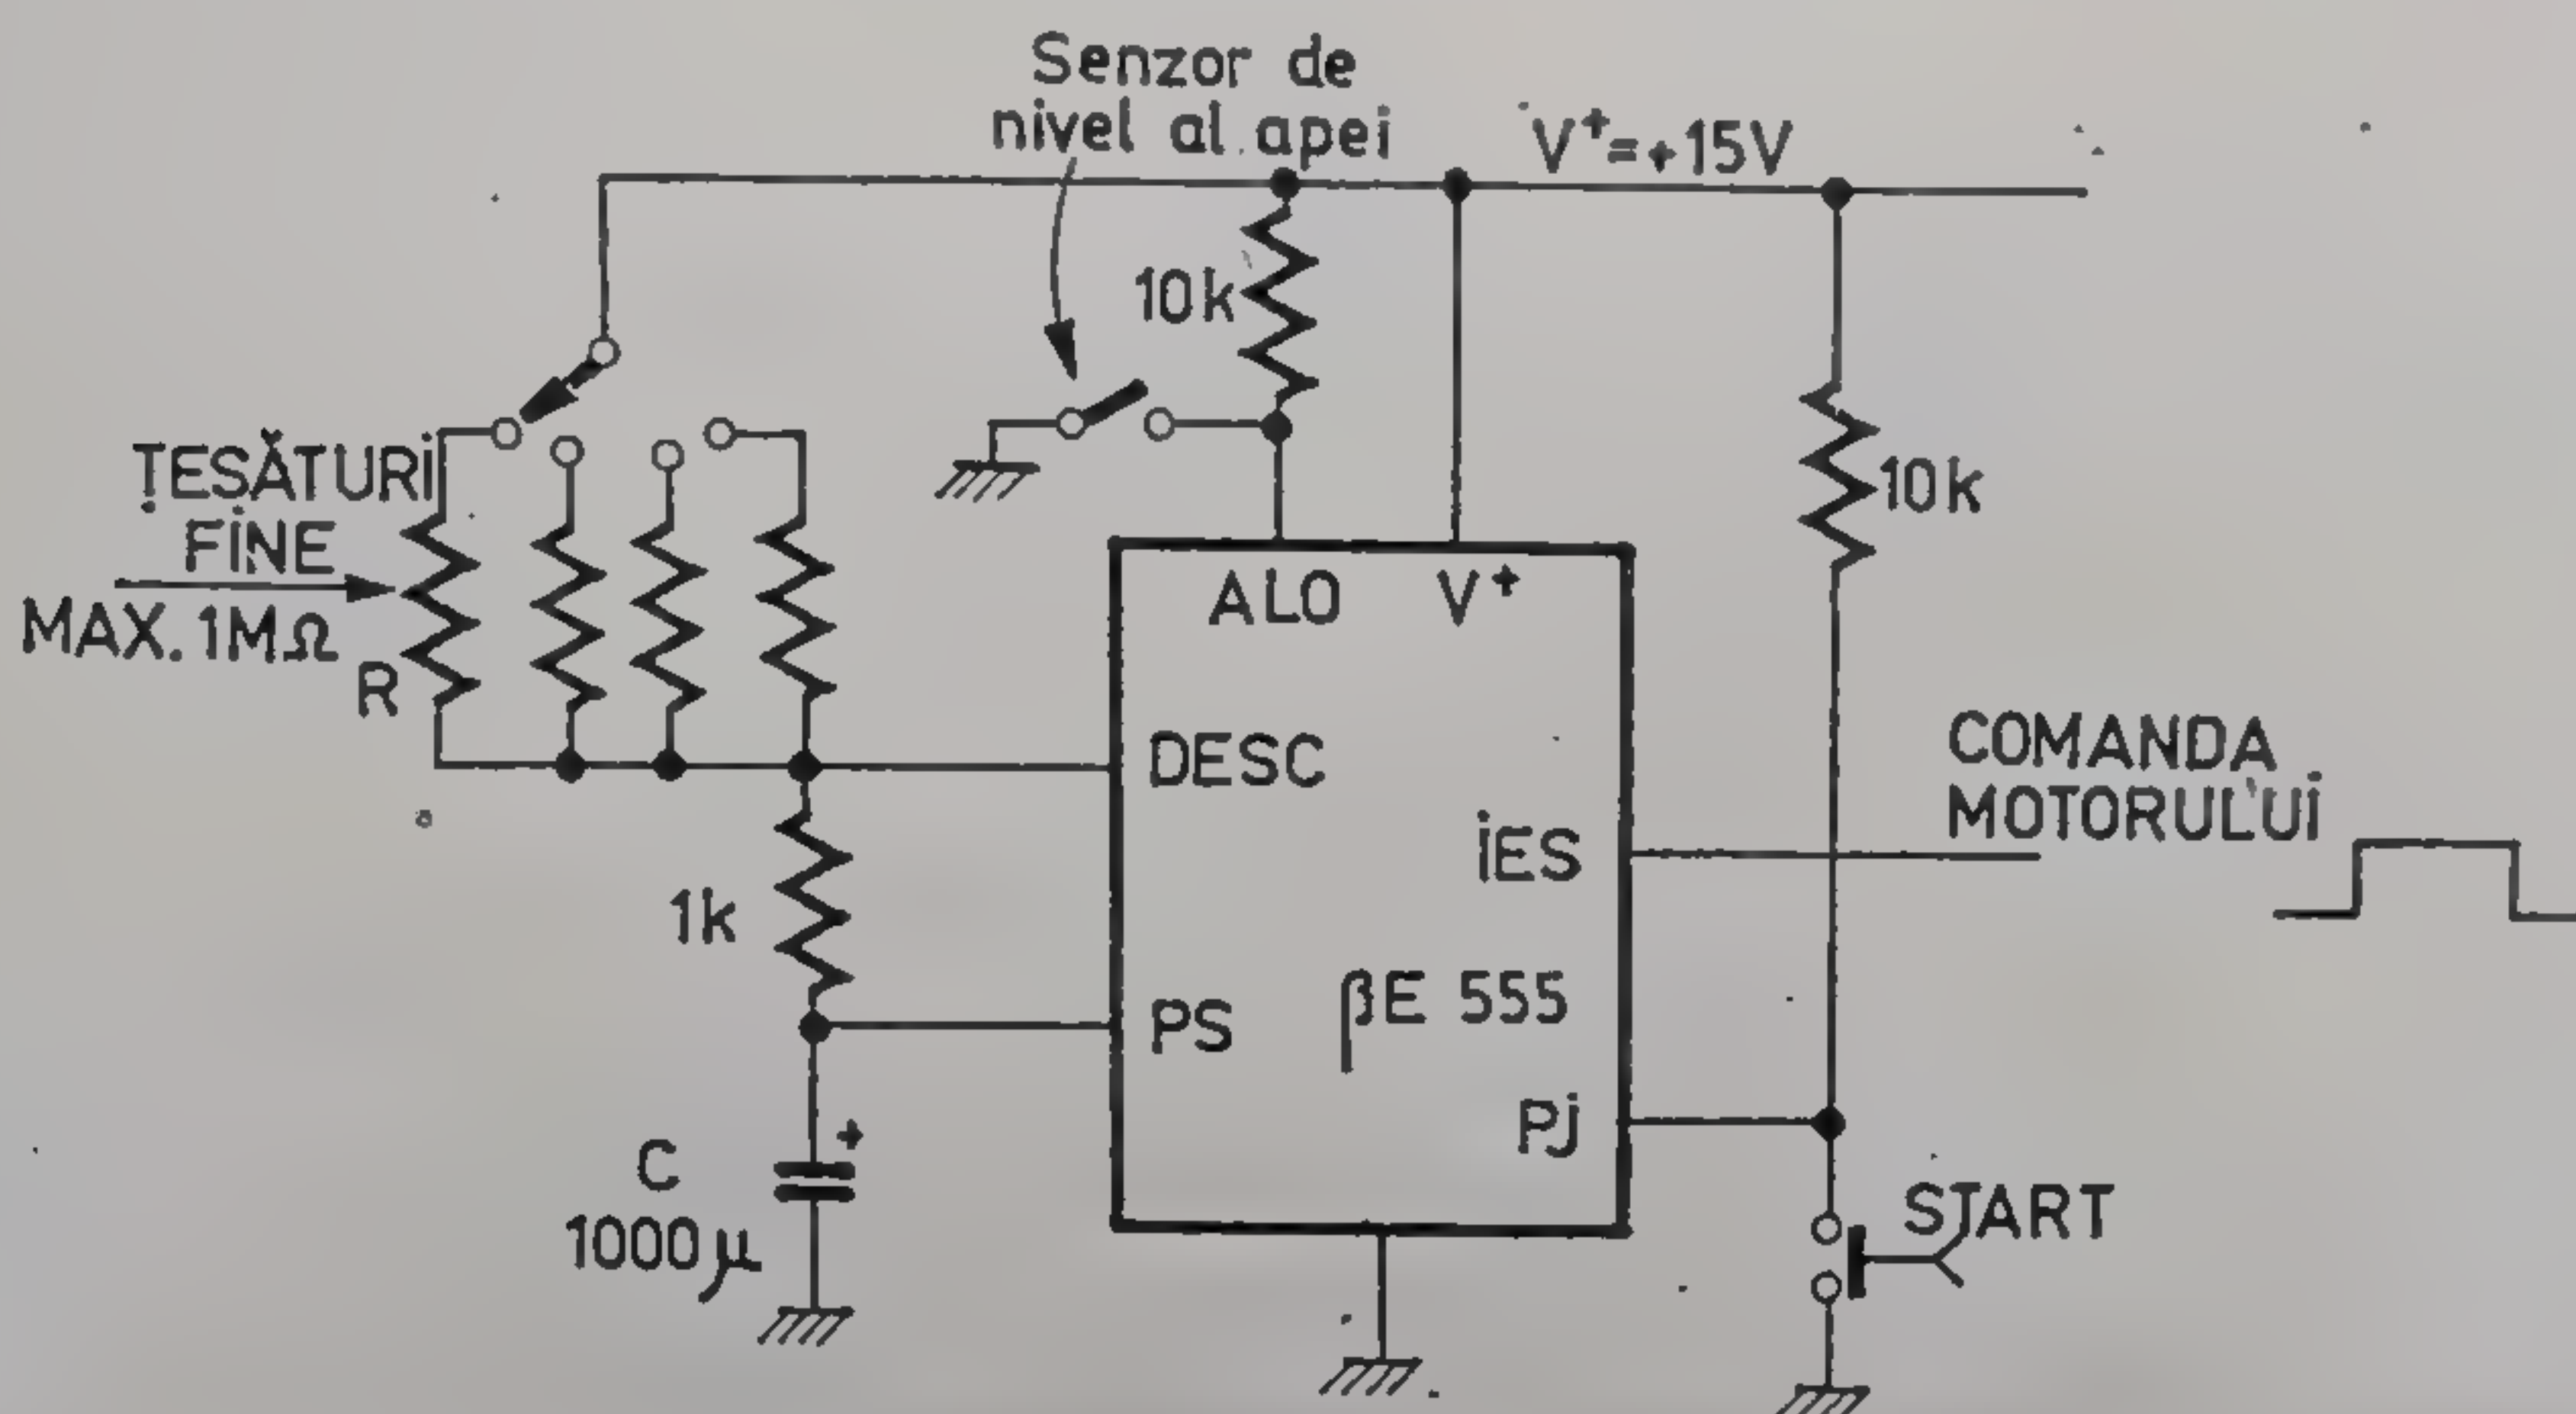 Senzor de
nivel al apei
V⁺=+15V
10k
10k
ȚESĂTURi
FiNE
MAX. 1MΩ
R
ALO
V⁺
DESC
COMANDA
MOTORULUi
iES
1k
βE 555
PS
Pj
C
1000μ
+
START